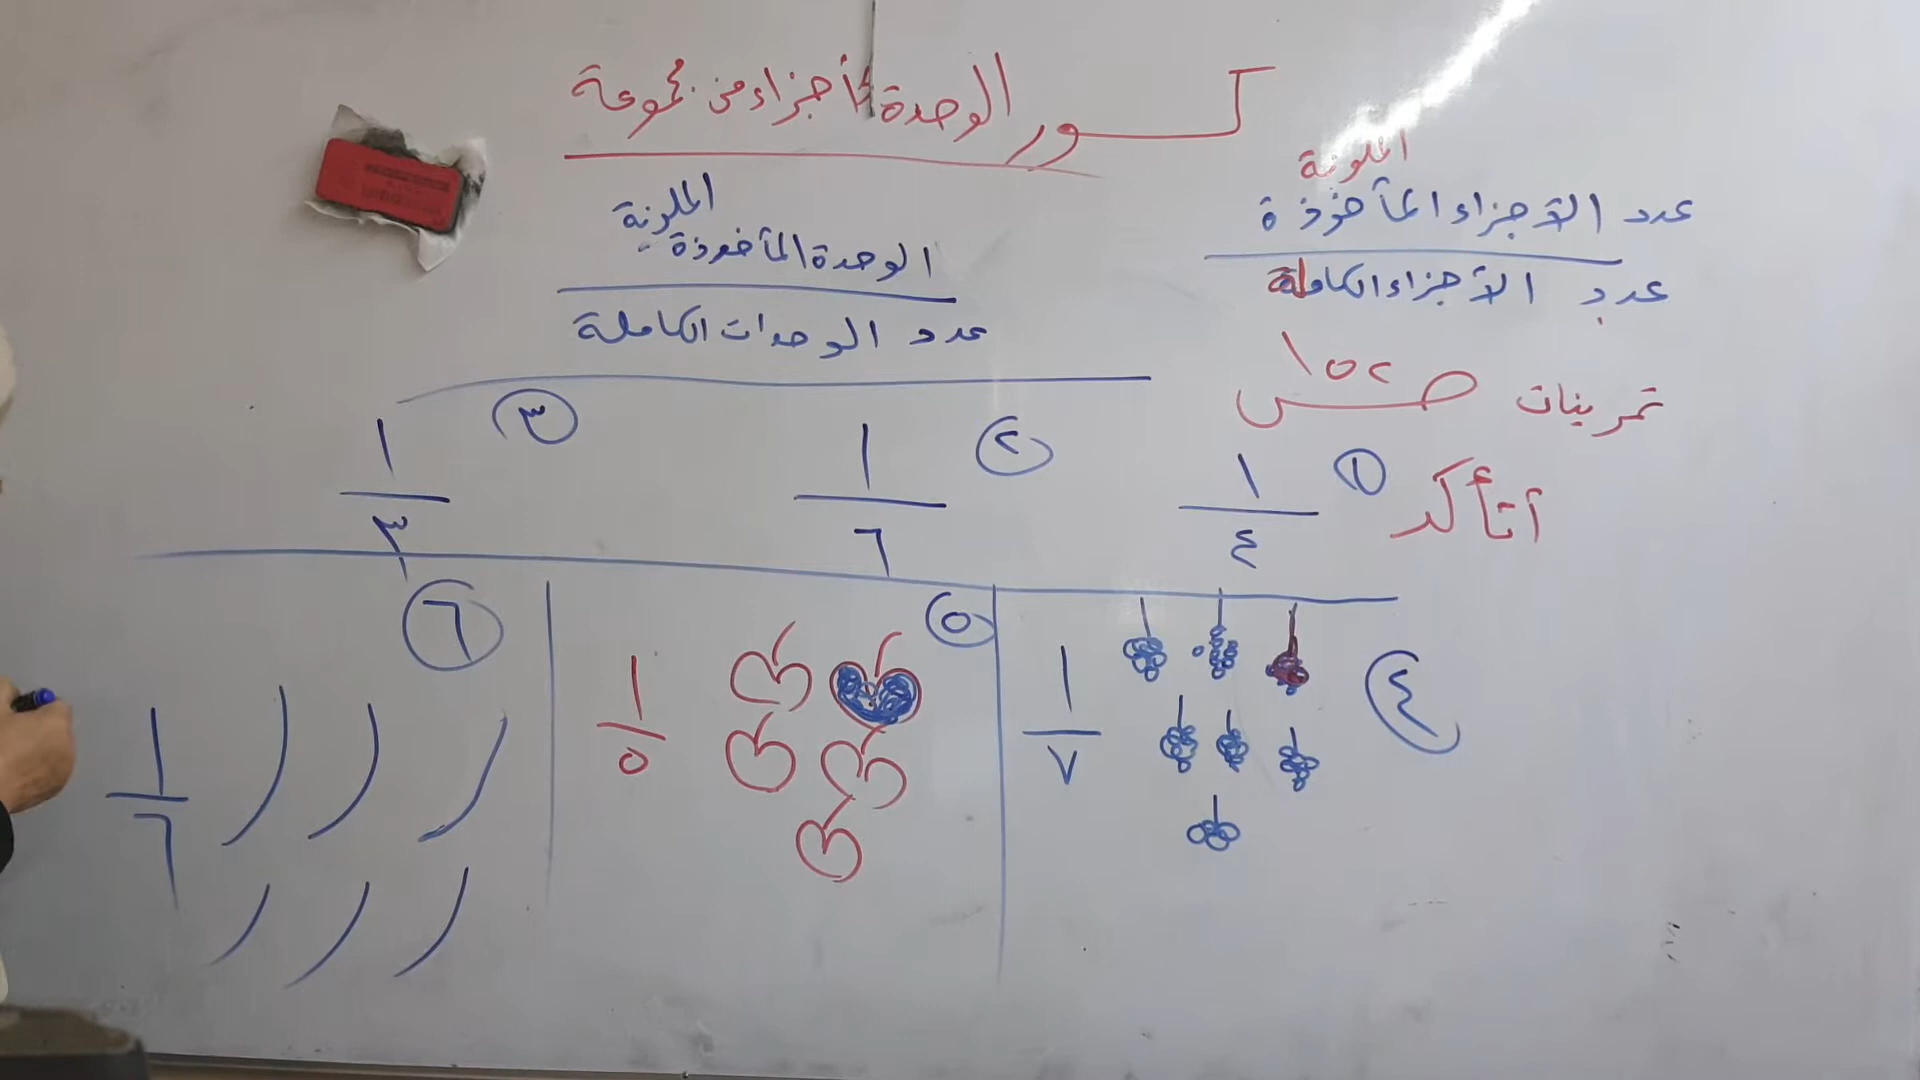 كسور الوحدة كأجزاء من مجموعة
الملونة
عدد الأجزاء المأخوذة
عدد الأجزاء الكاملة
الملونة
الوحدة المأخوذة
عدد الوحدات الكاملة
تمرينات ص ١٥٢
أتأكد
١ ١/٤
٢ ١/٦
٣ ١/٣
٤ ١/٧
٥ ١/٥
٦ ١/٦